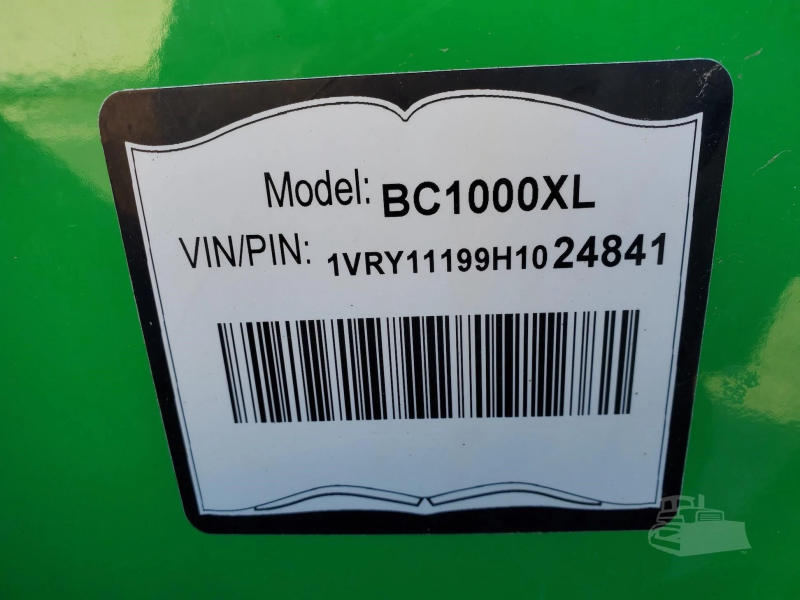 Model: BC1000XL
VIN/PIN: 1VRY11199H1024841